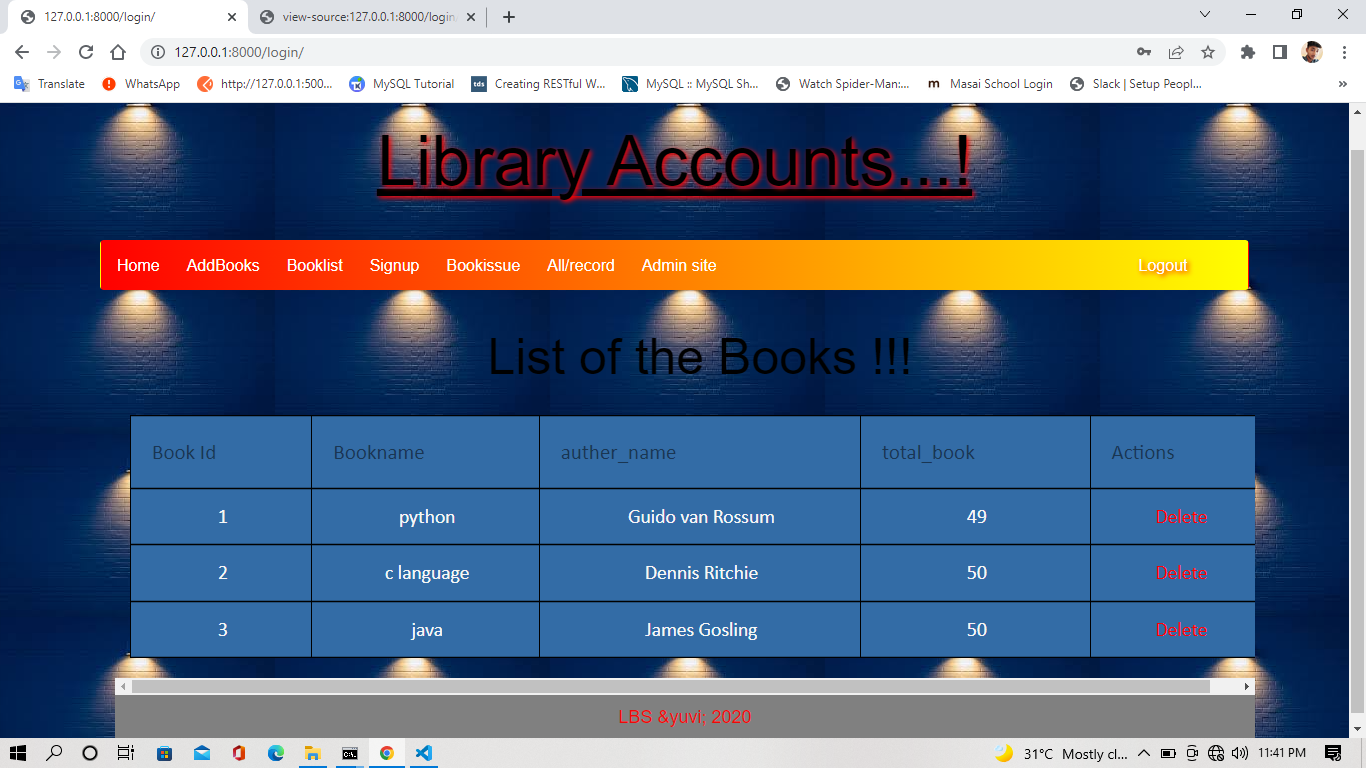 127.0.0.1:8000/login/
view-source:127.0.0.1:8000/login
127.0.0.1:8000/login/
Translate WhatsApp http://127.0.0.1:500... MySQL Tutorial tds Creating RESTful W... MySQL :: MySQL Sh... Watch Spider-Man:... m Masai School Login Slack | Setup Peopl... »
Library Accounts...!
Home AddBooks Booklist Signup Bookissue All/record Admin site Logout
List of the Books !!!
Book Id Bookname auther_name total_book Actions
1 python Guido van Rossum 49 Delete
2 c language Dennis Ritchie 50 Delete
3 java James Gosling 50 Delete
LBS &yuvi; 2020
31°C Mostly cl... 11:41 PM